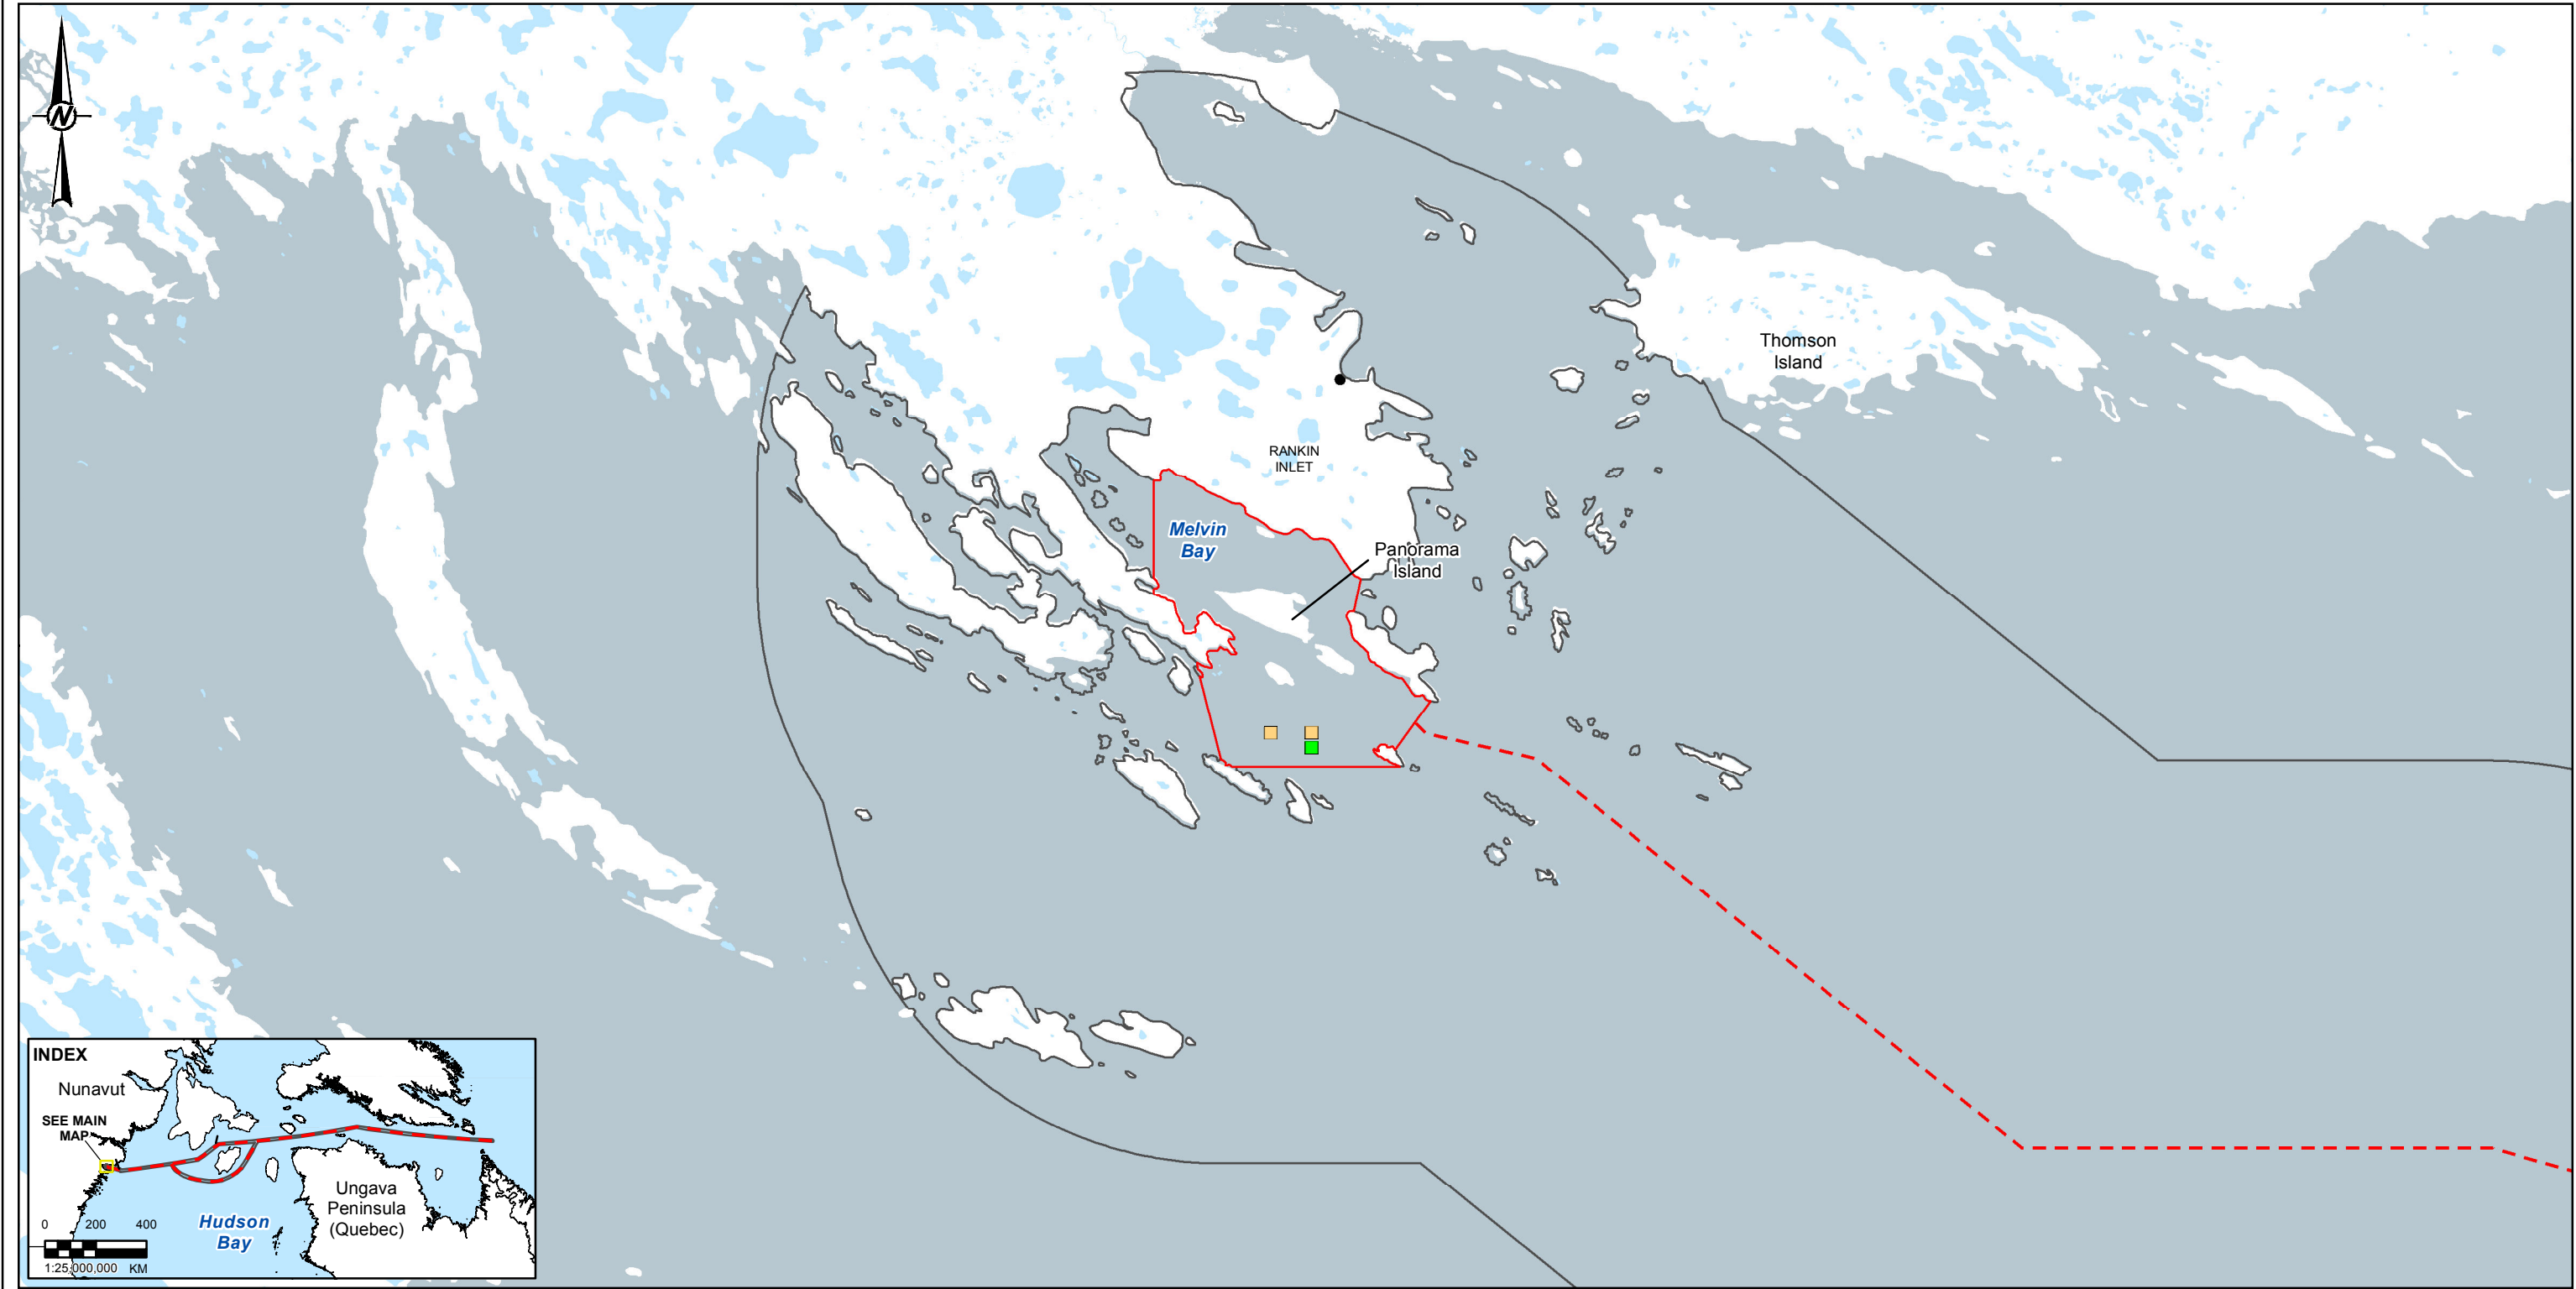 N
Thomson
Island
RANKIN
INLET
Melvin
Bay
Panorama
Island
INDEX
Nunavut
SEE MAIN
MAP
Ungava
Peninsula
(Quebec)
Hudson
Bay
0 200 400
1:25,000,000 KM